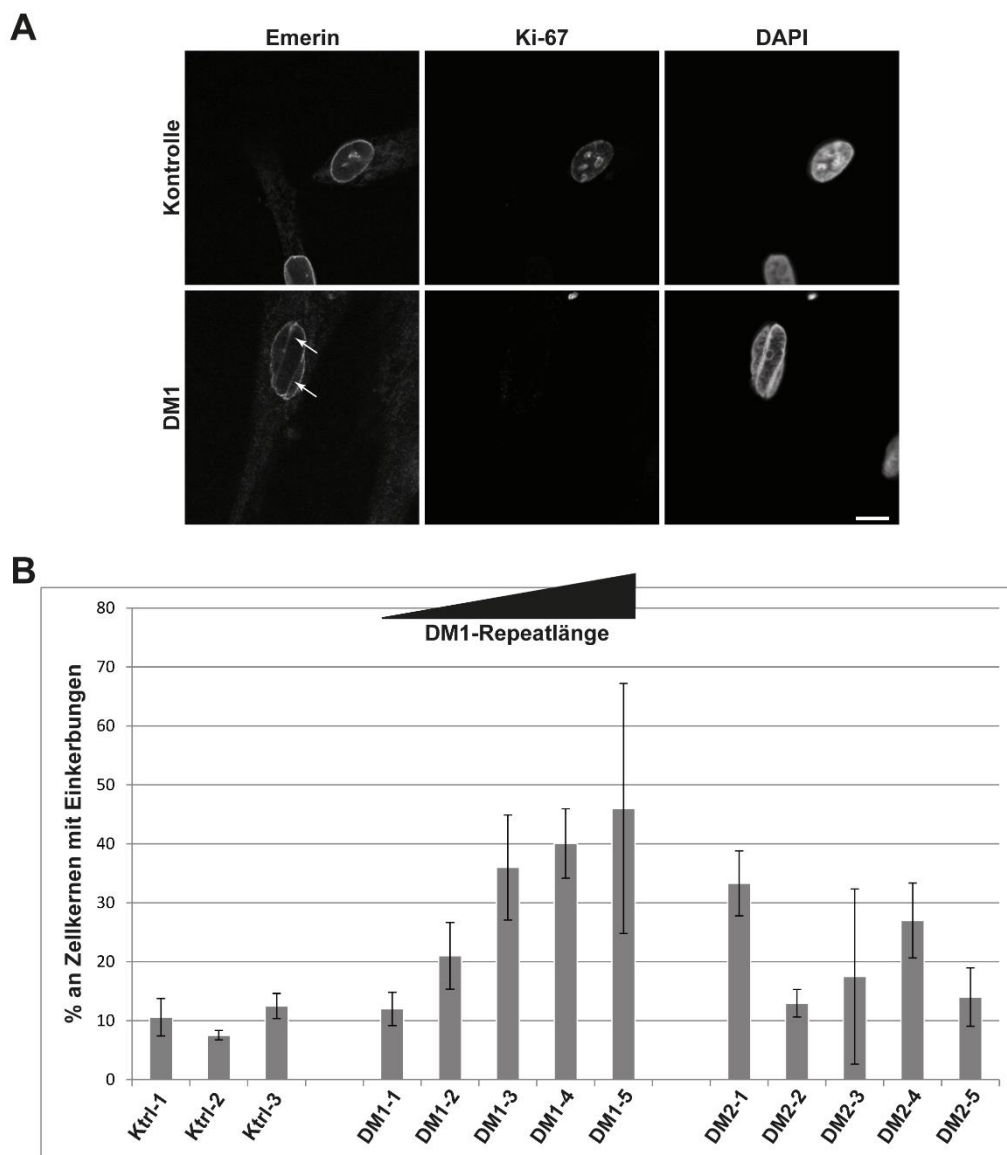 A
Emerin Ki-67 DAPI
Kontrolle
DM1
B
DM1-Repeatlänge
% an Zellkernen mit Einkerbungen
80
70
60
50
40
30
20
10
0
Ktrl-1 Ktrl-2 Ktrl-3 DM1-1 DM1-2 DM1-3 DM1-4 DM1-5 DM2-1 DM2-2 DM2-3 DM2-4 DM2-5